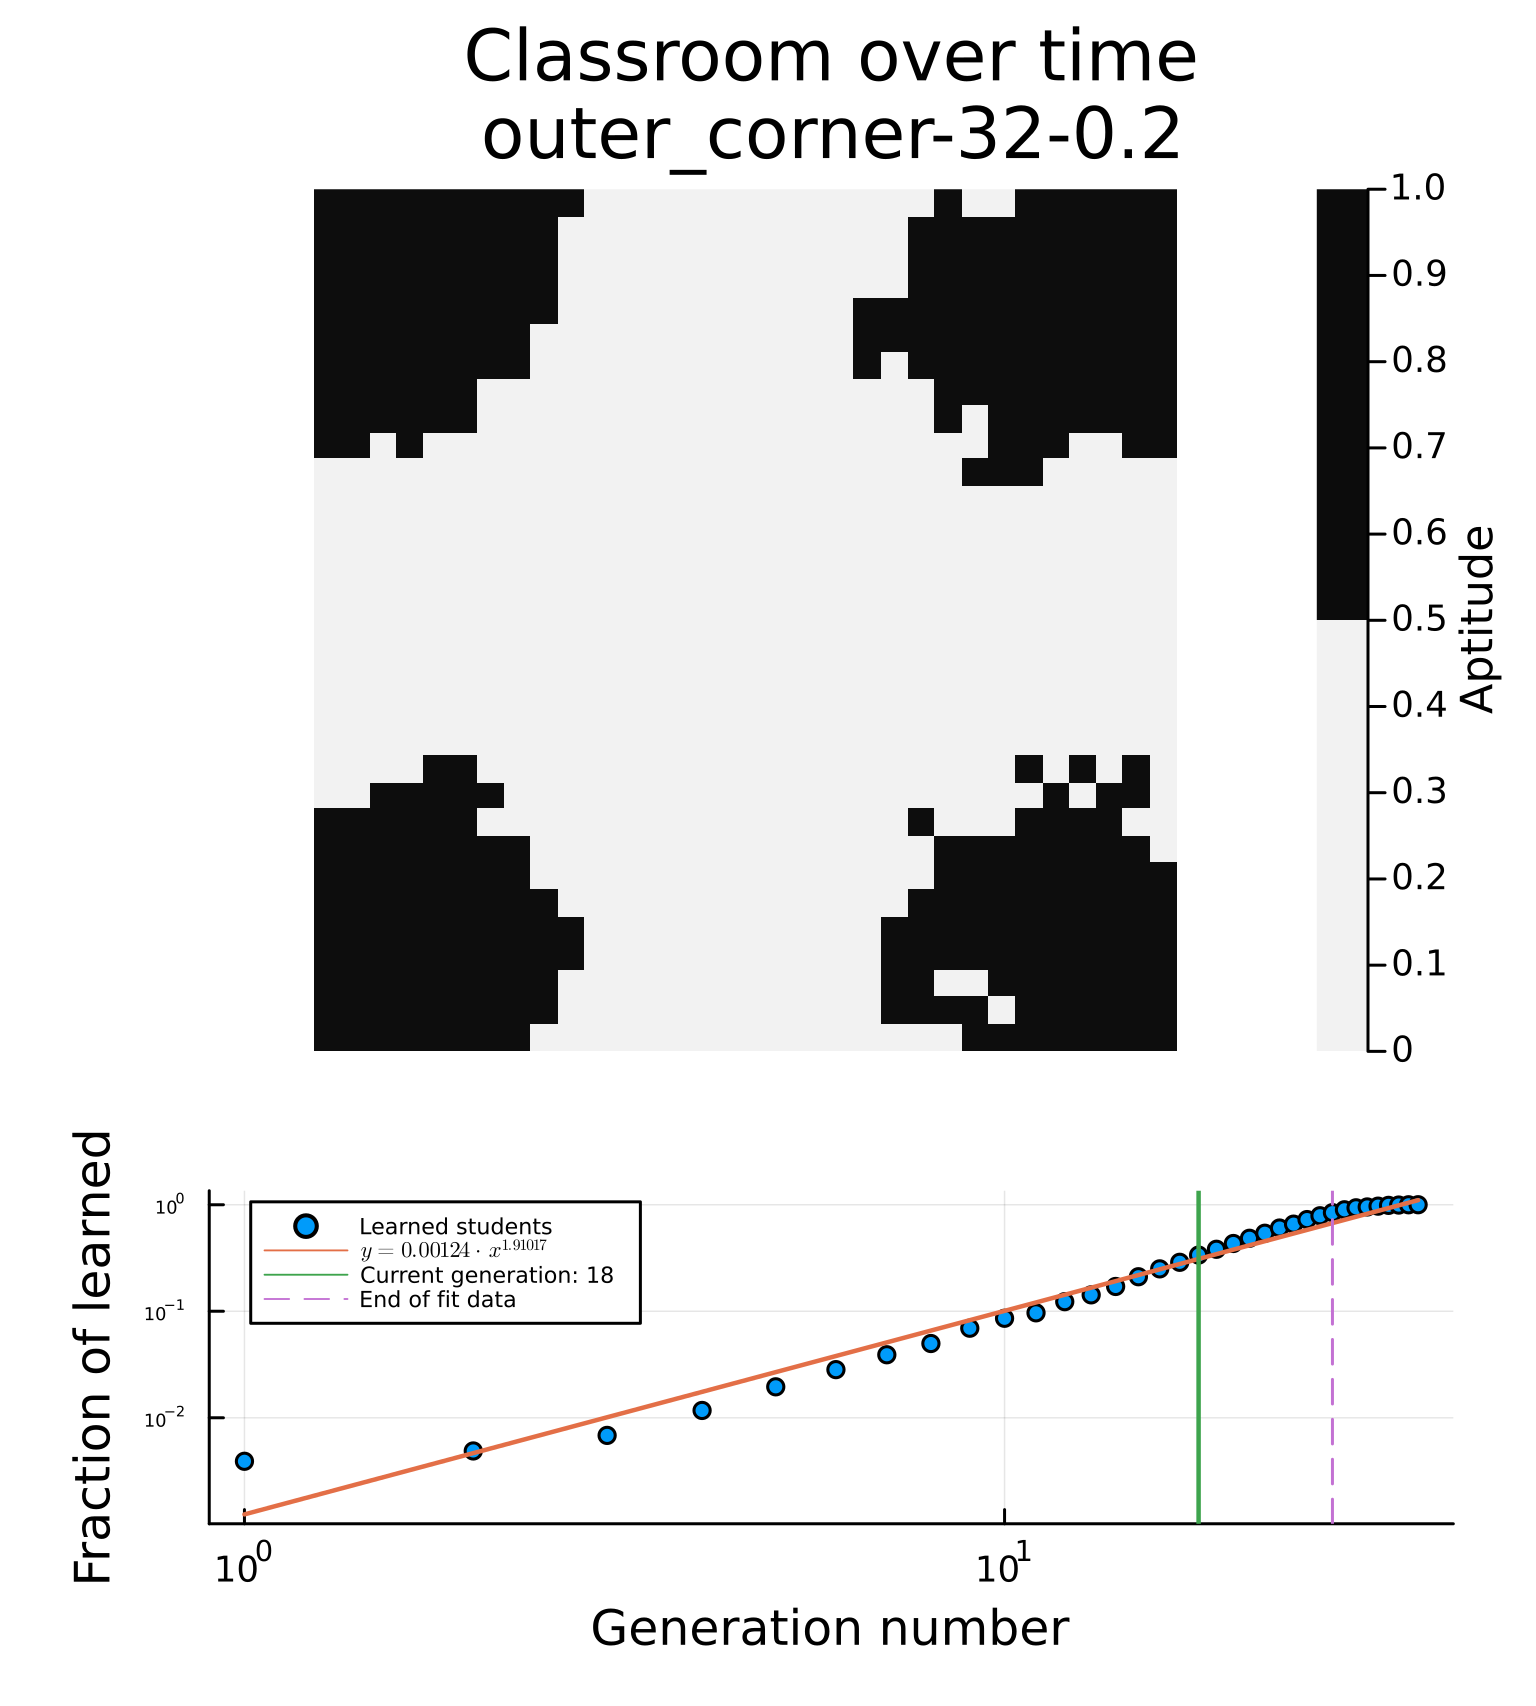 Classroom over time
outer_corner-32-0.2
1.0
0.9
0.8
0.7
0.6
0.5
0.4
0.3
0.2
0.1
0
Aptitude
Fraction of learned
10⁰
10⁻¹
10⁻²
Learned students
y = 0.00124 · x^1.91017
Current generation: 18
End of fit data
10⁰
10¹
Generation number